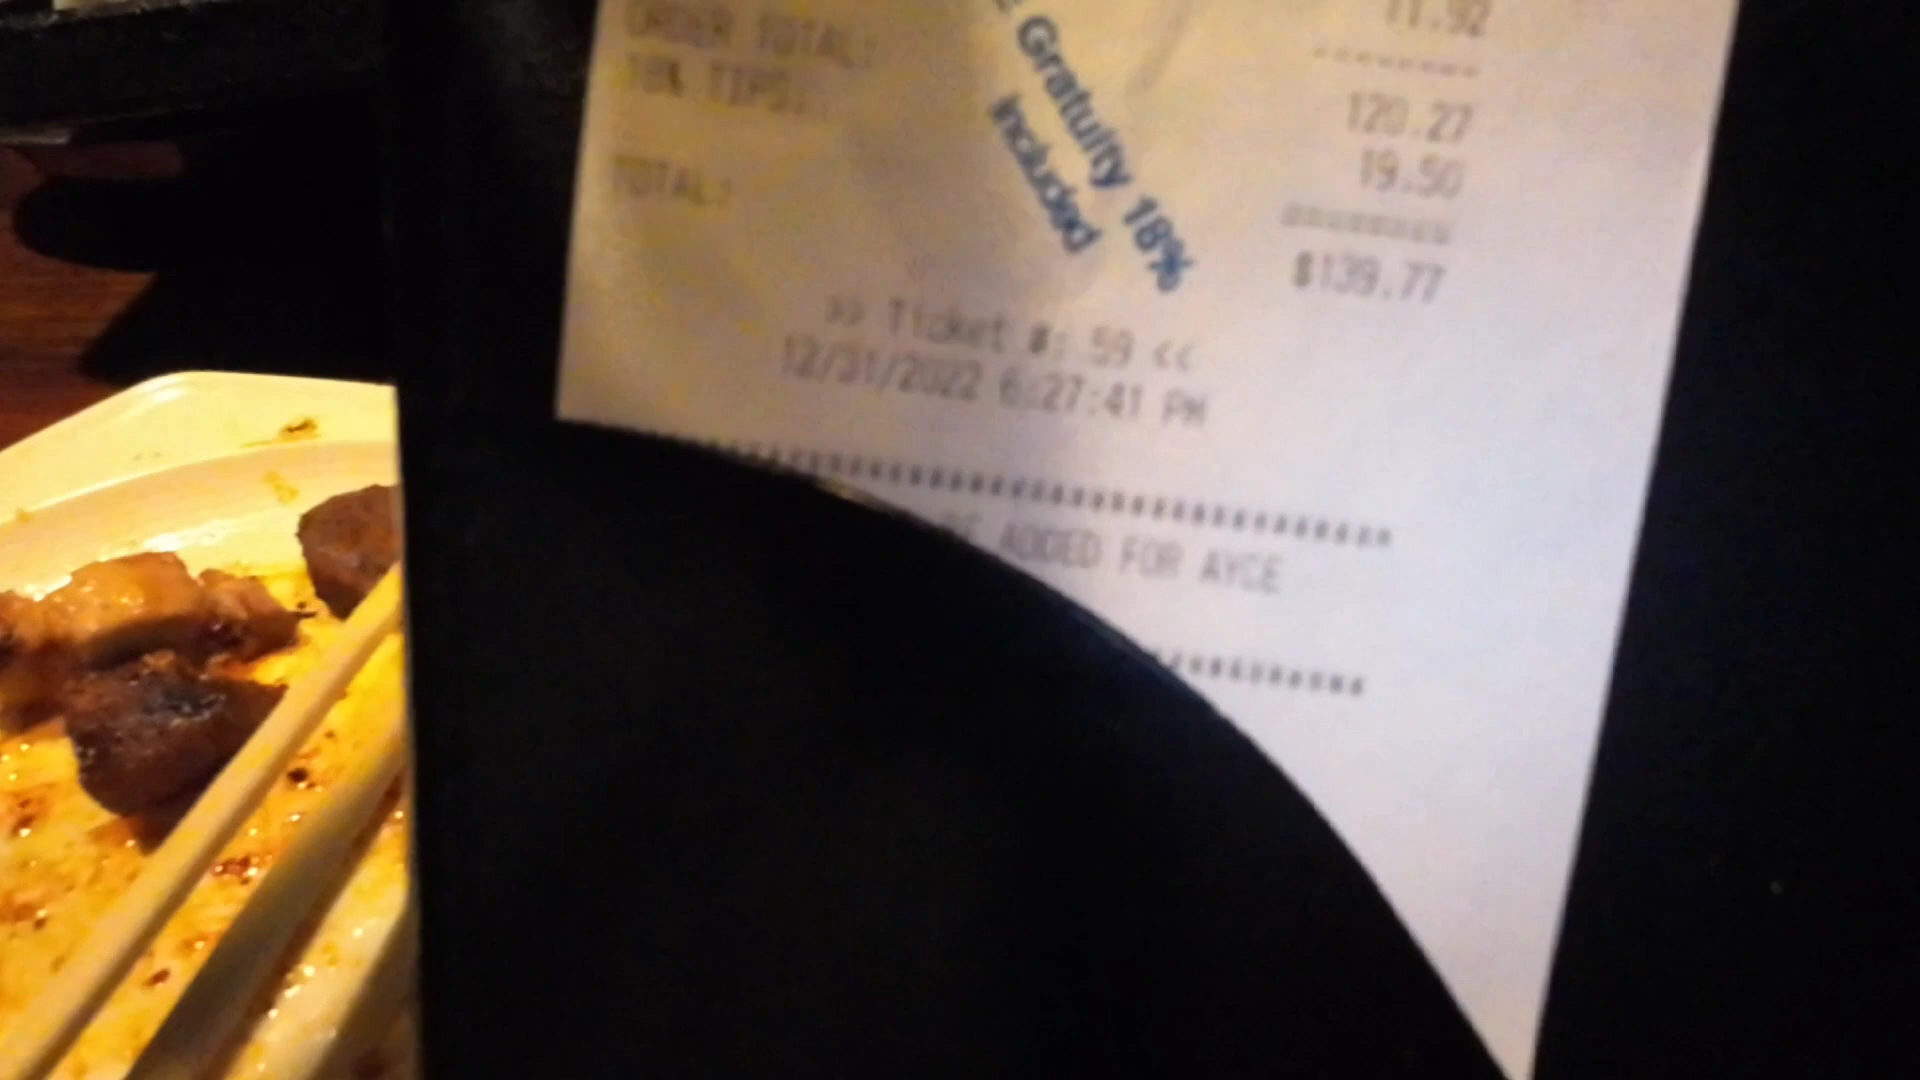 11.92
--------
ORDER TOTAL: 120.27
TIPS: 19.50
========
TOTAL: $139.77
Gratuity 18%
Included
>> Ticket #: 59 <<
12/31/2022 6:27:41 PM
ADDED FOR AYCE